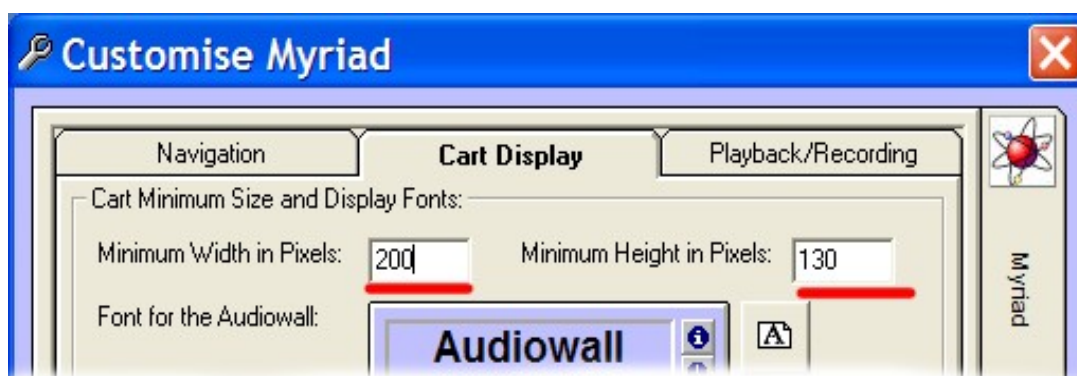 Customise Myriad
Navigation
Cart Display
Playback/Recording
Cart Minimum Size and Display Fonts:
Minimum Width in Pixels: 200
Minimum Height in Pixels: 130
Font for the Audiowall:
Audiowall
A
Myriad